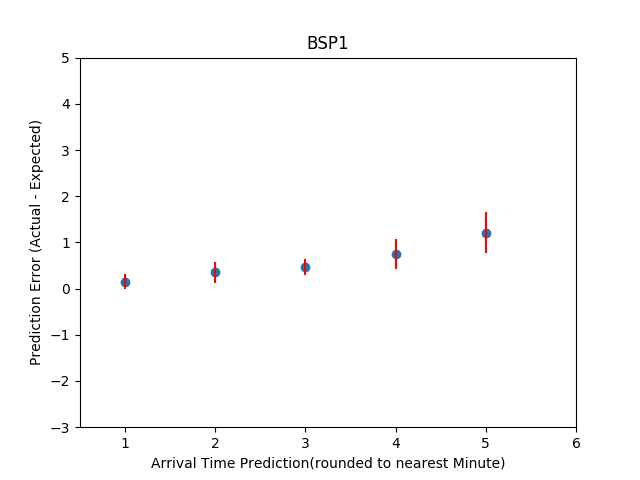 BSP1
5
4
3
2
1
0
−1
−2
−3
Prediction Error (Actual - Expected)
1 2 3 4 5 6
Arrival Time Prediction(rounded to nearest Minute)